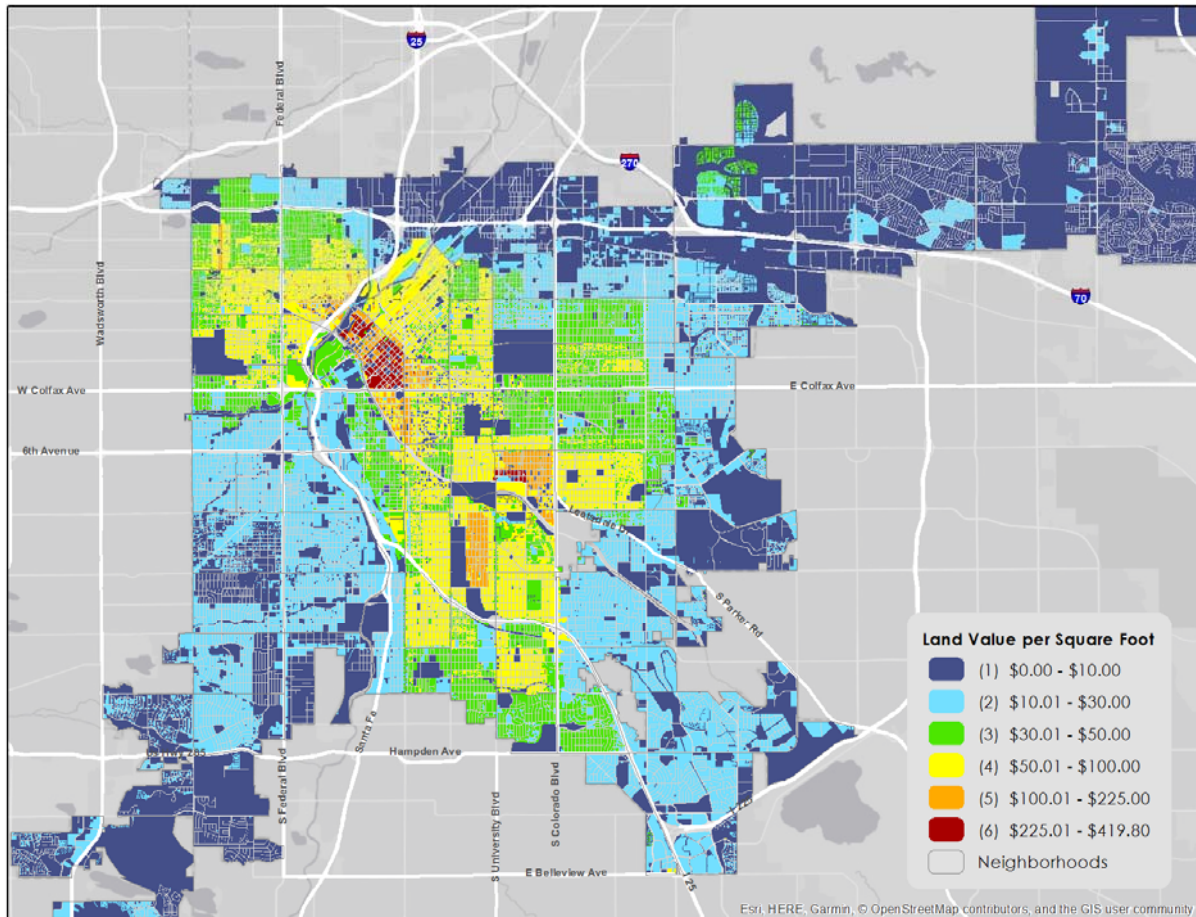 25
Federal Blvd
270
Wadsworth Blvd
70
W Colfax Ave
E Colfax Ave
6th Avenue
Leetsdale Dr
S Parker Rd
Santa Fe
Hampden Ave
S Federal Blvd
S University Blvd
S Colorado Blvd
E Belleview Ave
I 25
Land Value per Square Foot
(1) $0.00 - $10.00
(2) $10.01 - $30.00
(3) $30.01 - $50.00
(4) $50.01 - $100.00
(5) $100.01 - $225.00
(6) $225.01 - $419.80
Neighborhoods
Esri, HERE, Garmin, © OpenStreetMap contributors, and the GIS user community